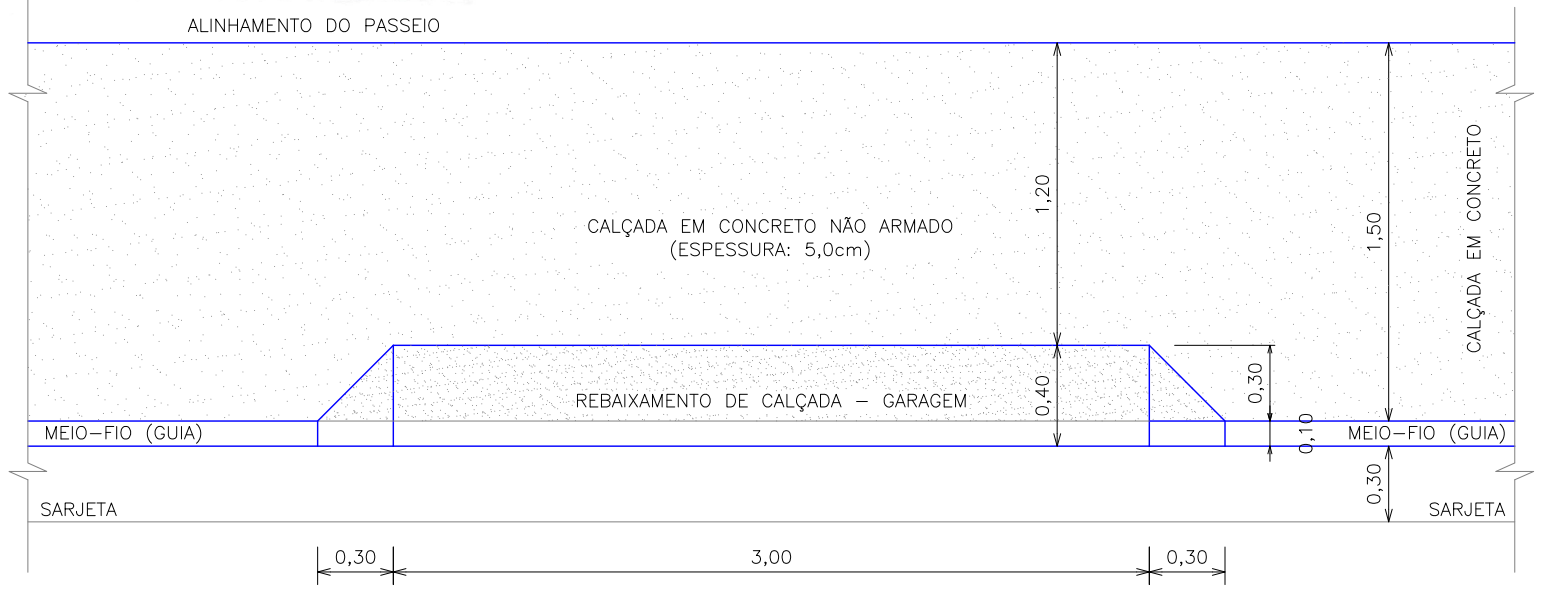 ALINHAMENTO DO PASSEIO
1,20
1,50
CALÇADA EM CONCRETO
CALÇADA EM CONCRETO NÃO ARMADO
(ESPESSURA: 5,0cm)
0,40
0,30
REBAIXAMENTO DE CALÇADA – GARAGEM
MEIO–FIO (GUIA)
0,10
MEIO–FIO (GUIA)
0,30
SARJETA
SARJETA
0,30
3,00
0,30